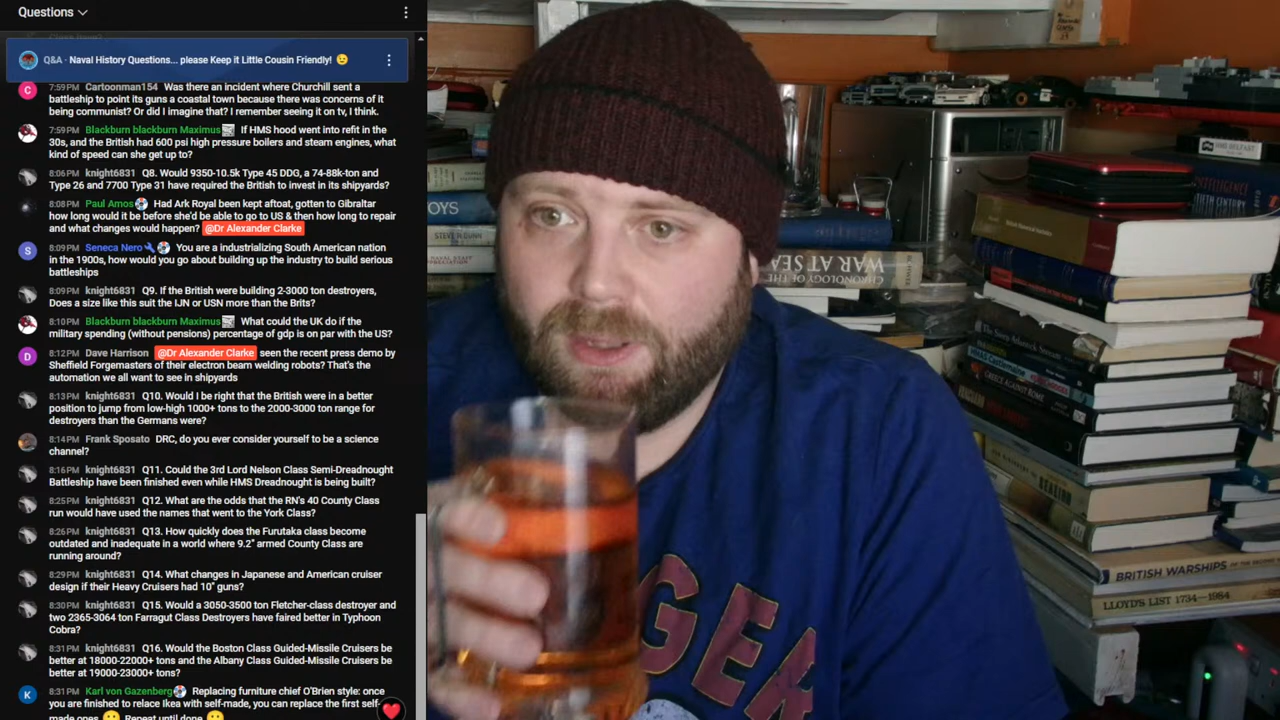 Questions
Q&A · Naval History Questions... please Keep it Little Cousin Friendly! 😉
7:59PM Cartoonman154 Was there an incident where Churchill sent a
battleship to point its guns a coastal town because there was concerns of it
being communist? Or did I imagine that? I remember seeing it on tv, I think.
7:59PM Blackburn blackburn Maximus If HMS hood went into refit in the
30s, and the British had 600 psi high pressure boilers and steam engines, what
kind of speed can she get up to?
8:06PM knight6831 Q8. Would 9350-10.5k Type 45 DDG, a 74-88k-ton and
Type 26 and 7700 Type 31 have required the British to invest in its shipyards?
8:08PM Paul Amos Had Ark Royal been kept aftoat, gotten to Gibraltar
how long would it be before she'd be able to go to US & then how long to repair
and what changes would happen? @Dr Alexander Clarke
8:09PM Seneca Nero You are a industrializing South American nation
in the 1900s, how would you go about building up the industry to build serious
battleships
8:09PM knight6831 Q9. If the British were building 2-3000 ton destroyers,
Does a size like this suit the IJN or USN more than the Brits?
8:10PM Blackburn blackburn Maximus What could the UK do if the
military spending (without pensions) percentage of gdp is on par with the US?
8:12PM Dave Harrison @Dr Alexander Clarke seen the recent press demo by
Sheffield Forgemasters of their electron beam welding robots? That's the
automation we all want to see in shipyards
8:13PM knight6831 Q10. Would I be right that the British were in a better
position to jump from low-high 1000+ tons to the 2000-3000 ton range for
destroyers than the Germans were?
8:14PM Frank Sposato DRC, do you ever consider yourself to be a science
channel?
8:16PM knight6831 Q11. Could the 3rd Lord Nelson Class Semi-Dreadnought
Battleship have been finished even while HMS Dreadnought is being built?
8:25PM knight6831 Q12. What are the odds that the RN's 40 County Class
run would have used the names that went to the York Class?
8:26PM knight6831 Q13. How quickly does the Furutaka class become
outdated and inadequate in a world where 9.2" armed County Class are
running around?
8:29PM knight6831 Q14. What changes in Japanese and American cruiser
design if their Heavy Cruisers had 10" guns?
8:30PM knight6831 Q15. Would a 3050-3500 ton Fletcher-class destroyer and
two 2365-3064 ton Farragut Class Destroyers have faired better in Typhoon
Cobra?
8:31PM knight6831 Q16. Would the Boston Class Guided-Missile Cruisers be
better at 18000-22000+ tons and the Albany Class Guided-Missile Cruisers be
better at 19000-23000+ tons?
8:31PM Karl von Gazenberg Replacing furniture chief O'Brien style: once
you are finished to relace Ikea with self-made, you can replace the first self
made ones Repeat until done
WAR AT SEA
CHRONOLOGY OF THE
STEVE R DUNN
NAVAL STAFF
GREECE AGAINST ROME
BRITISH WARSHIPS
LLOYD'S LIST 1734-1984
HMS BELFAST
INTELLIGENCE
GEA